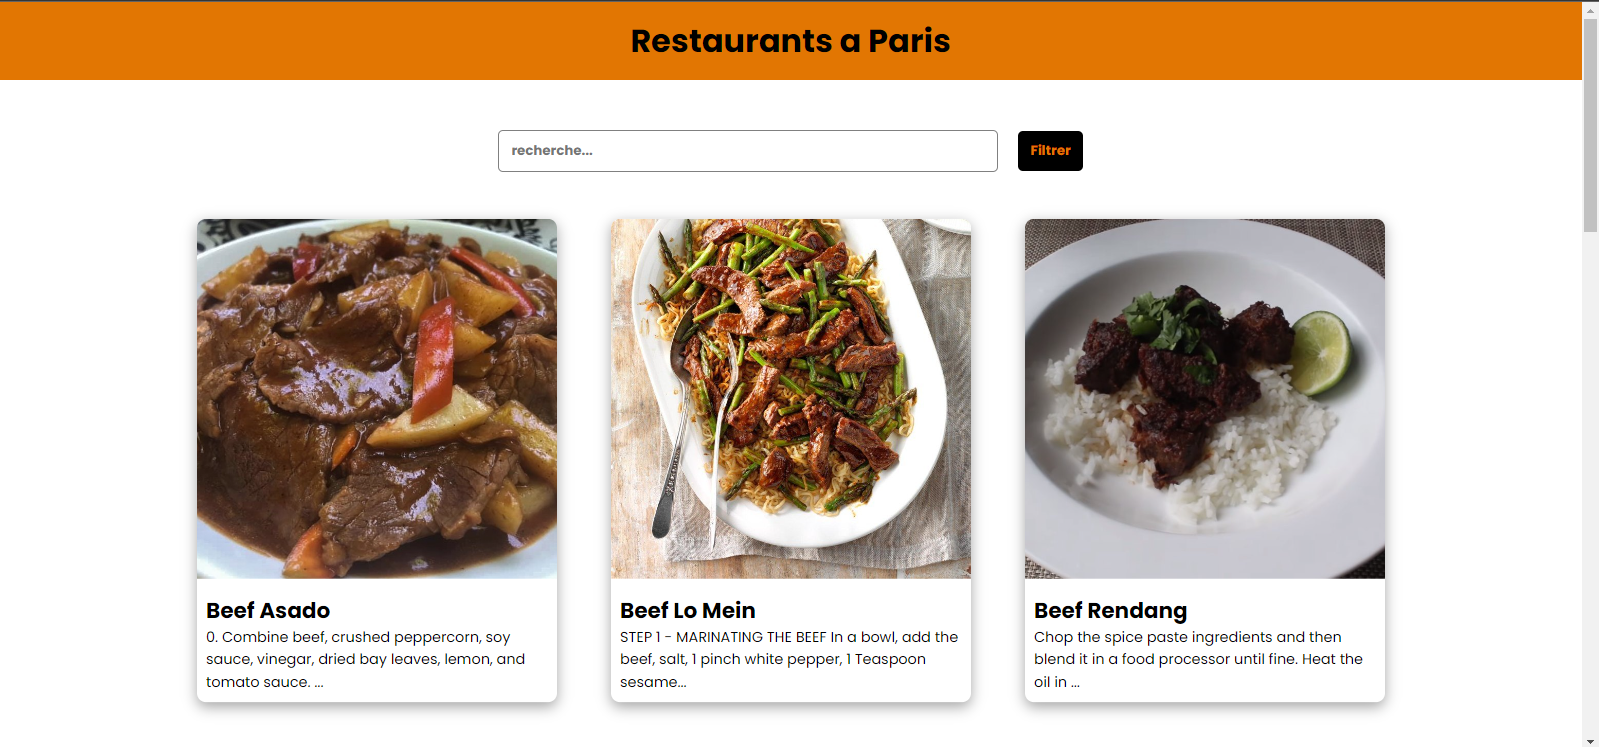 Restaurants a Paris
recherche...
Filtrer
Beef Asado
0. Combine beef, crushed peppercorn, soy
sauce, vinegar, dried bay leaves, lemon, and
tomato sauce. ...
Beef Lo Mein
STEP 1 - MARINATING THE BEEF In a bowl, add the
beef, salt, 1 pinch white pepper, 1 Teaspoon
sesame...
Beef Rendang
Chop the spice paste ingredients and then
blend it in a food processor until fine. Heat the
oil in ...